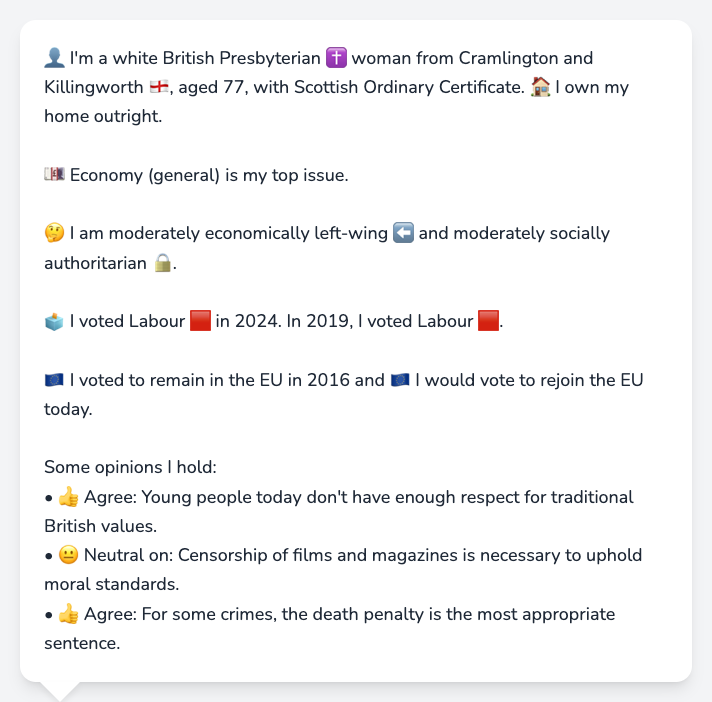 👤 I'm a white British Presbyterian ✝️ woman from Cramlington and
Killingworth 🏴󠁧󠁢󠁥󠁮󠁧󠁿, aged 77, with Scottish Ordinary Certificate. 🏠 I own my
home outright.
💷 Economy (general) is my top issue.
🤔 I am moderately economically left-wing ⬅️ and moderately socially
authoritarian 🔒.
🗳️ I voted Labour 🟥 in 2024. In 2019, I voted Labour 🟥.
🇪🇺 I voted to remain in the EU in 2016 and 🇪🇺 I would vote to rejoin the EU
today.
Some opinions I hold:
• 👍 Agree: Young people today don't have enough respect for traditional
British values.
• 😐 Neutral on: Censorship of films and magazines is necessary to uphold
moral standards.
• 👍 Agree: For some crimes, the death penalty is the most appropriate
sentence.